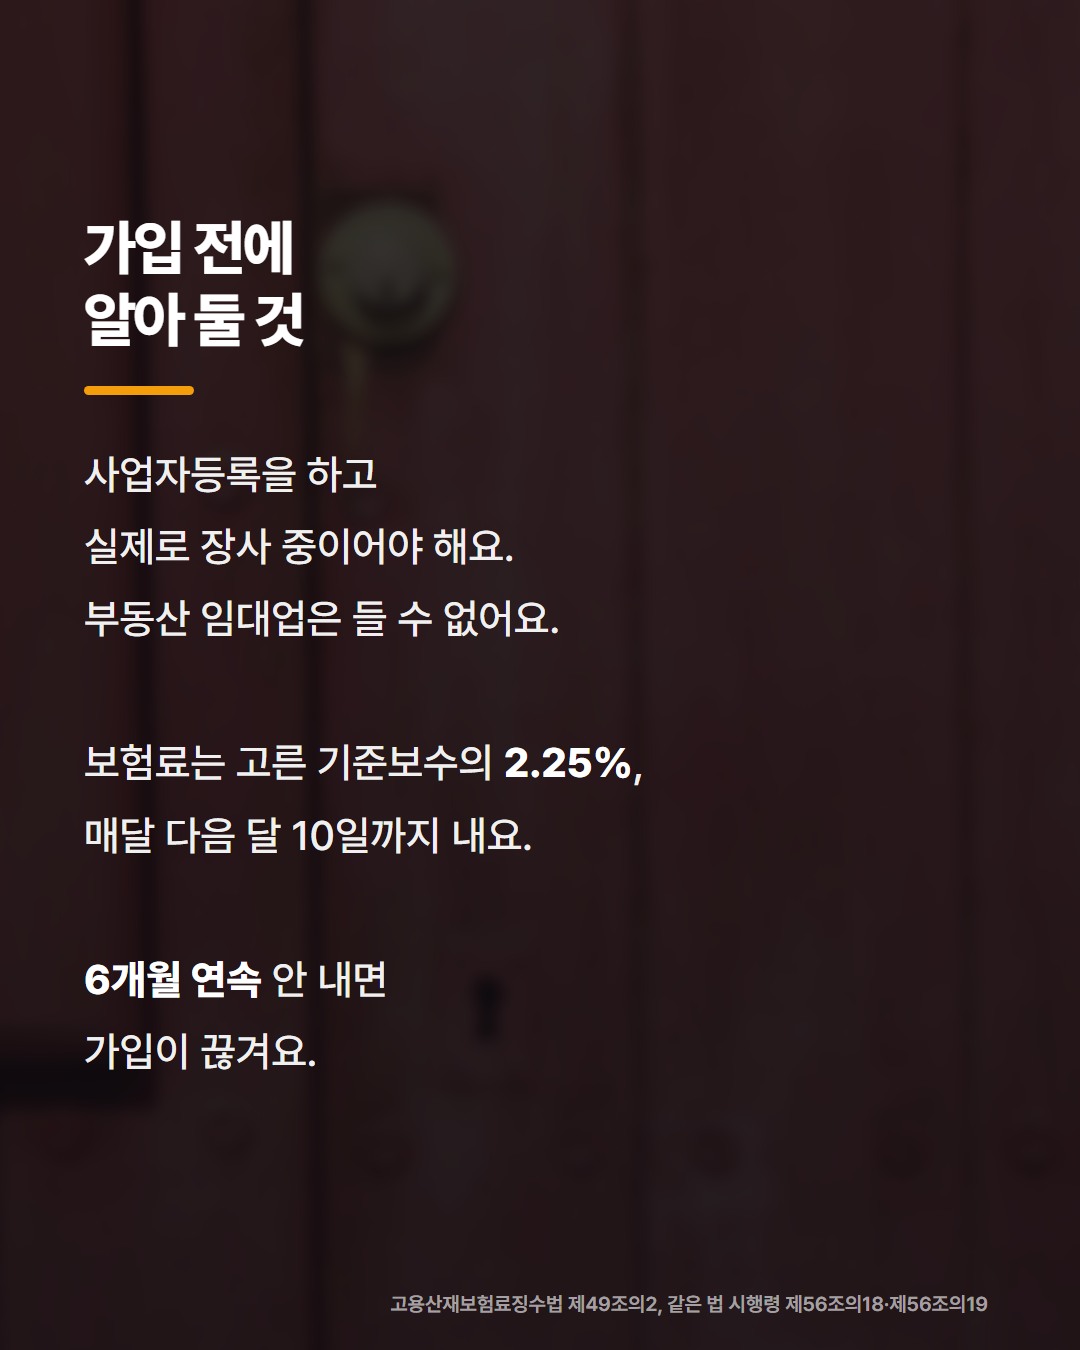 가입 전에
알아 둘 것
사업자등록을 하고
실제로 장사 중이어야 해요.
부동산 임대업은 들 수 없어요.
보험료는 고른 기준보수의 2.25%,
매달 다음 달 10일까지 내요.
6개월 연속 안 내면
가입이 끊겨요.
고용산재보험료징수법 제49조의2, 같은 법 시행령 제56조의18·제56조의19